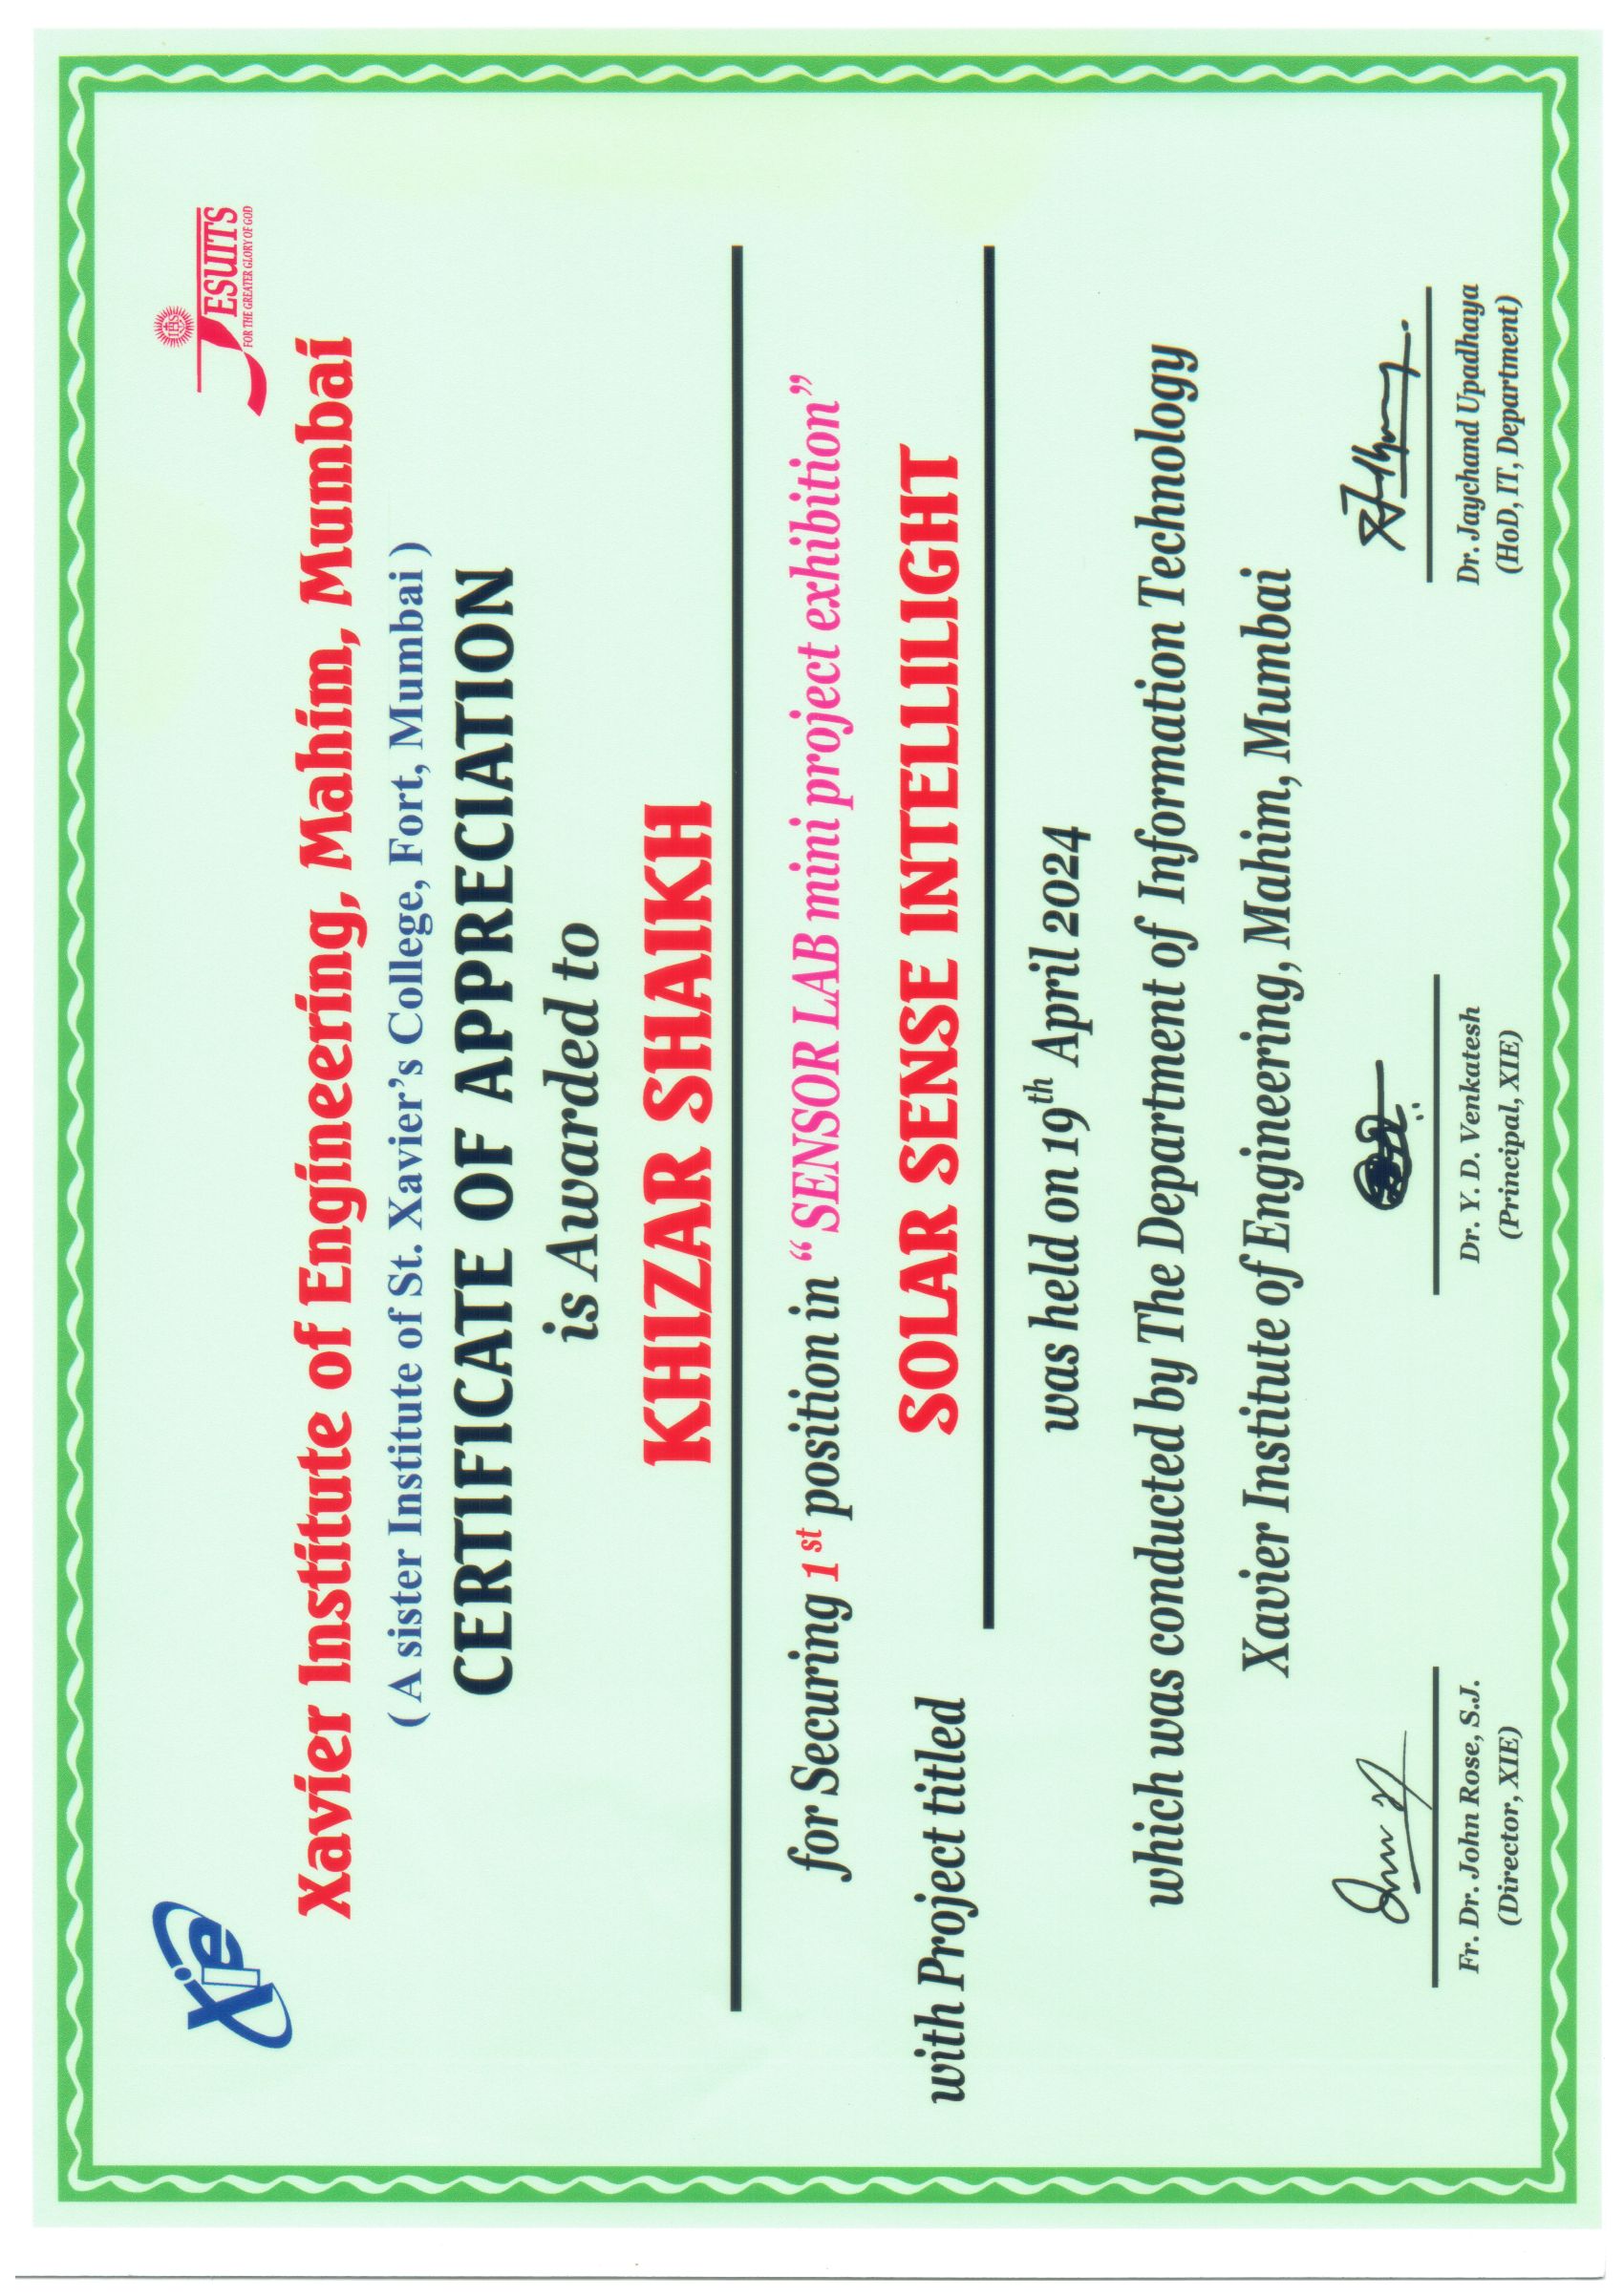 Xie
IHS
JESUITS
FOR THE GREATER GLORY OF GOD
Xavier Institute of Engineering, Mahim, Mumbai
( A sister Institute of St. Xavier’s College, Fort, Mumbai )
CERTIFICATE OF APPRECIATION
is Awarded to
KHIZAR SHAIKH
for Securing 1st position in “ SENSOR LAB mini project exhibition”
with Project titled SOLAR SENSE INTELLILIGHT
was held on 19th April 2024
which was conducted by The Department of Information Technology
Xavier Institute of Engineering, Mahim, Mumbai
Fr. Dr. John Rose, S.J.
(Director, XIE)
Dr. Y. D. Venkatesh
(Principal, XIE)
Dr. Jaychand Upadhaya
(HoD, IT, Department)